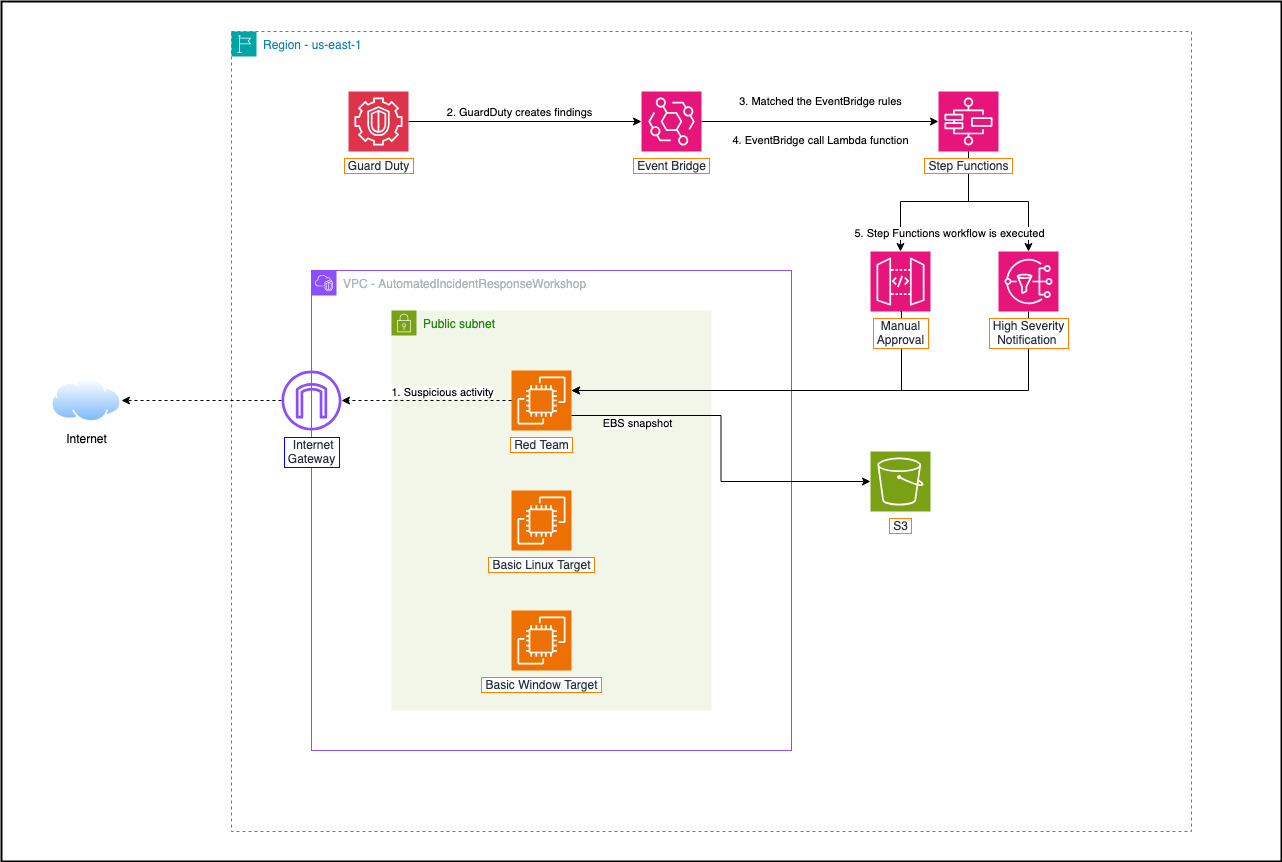 Region - us-east-1
2. GuardDuty creates findings
3. Matched the EventBridge rules
4. EventBridge call Lambda function
Guard Duty
Event Bridge
Step Functions
5. Step Functions workflow is executed
VPC - AutomatedIncidentResponseWorkshop
Public subnet
Manual
Approval
High Severity
Notification
1. Suspicious activity
EBS snapshot
Internet
Internet
Gateway
Red Team
S3
Basic Linux Target
Basic Window Target